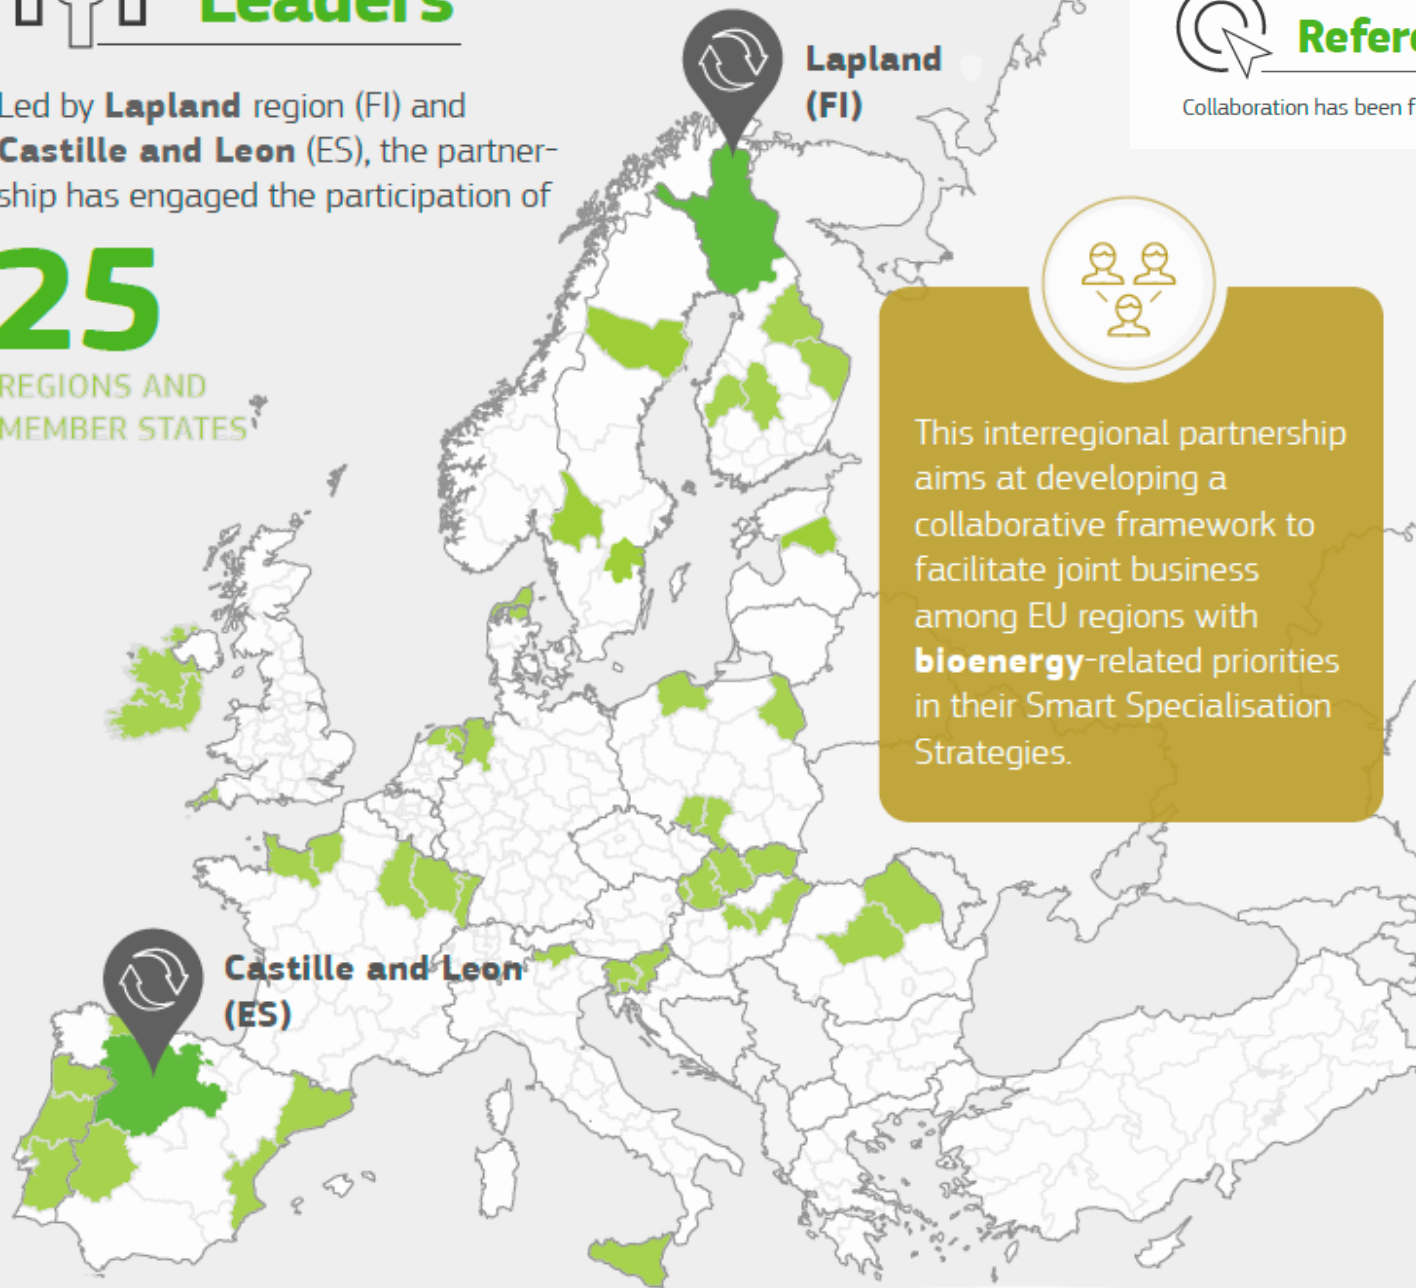 Leaders
Led by Lapland region (FI) and
Castille and Leon (ES), the partner-
ship has engaged the participation of
25
REGIONS AND
MEMBER STATES
Lapland
(FI)
Collaboration has been f
This interregional partnership
aims at developing a
collaborative framework to
facilitate joint business
among EU regions with
bioenergy-related priorities
in their Smart Specialisation
Strategies.
Castille and Leon
(ES)